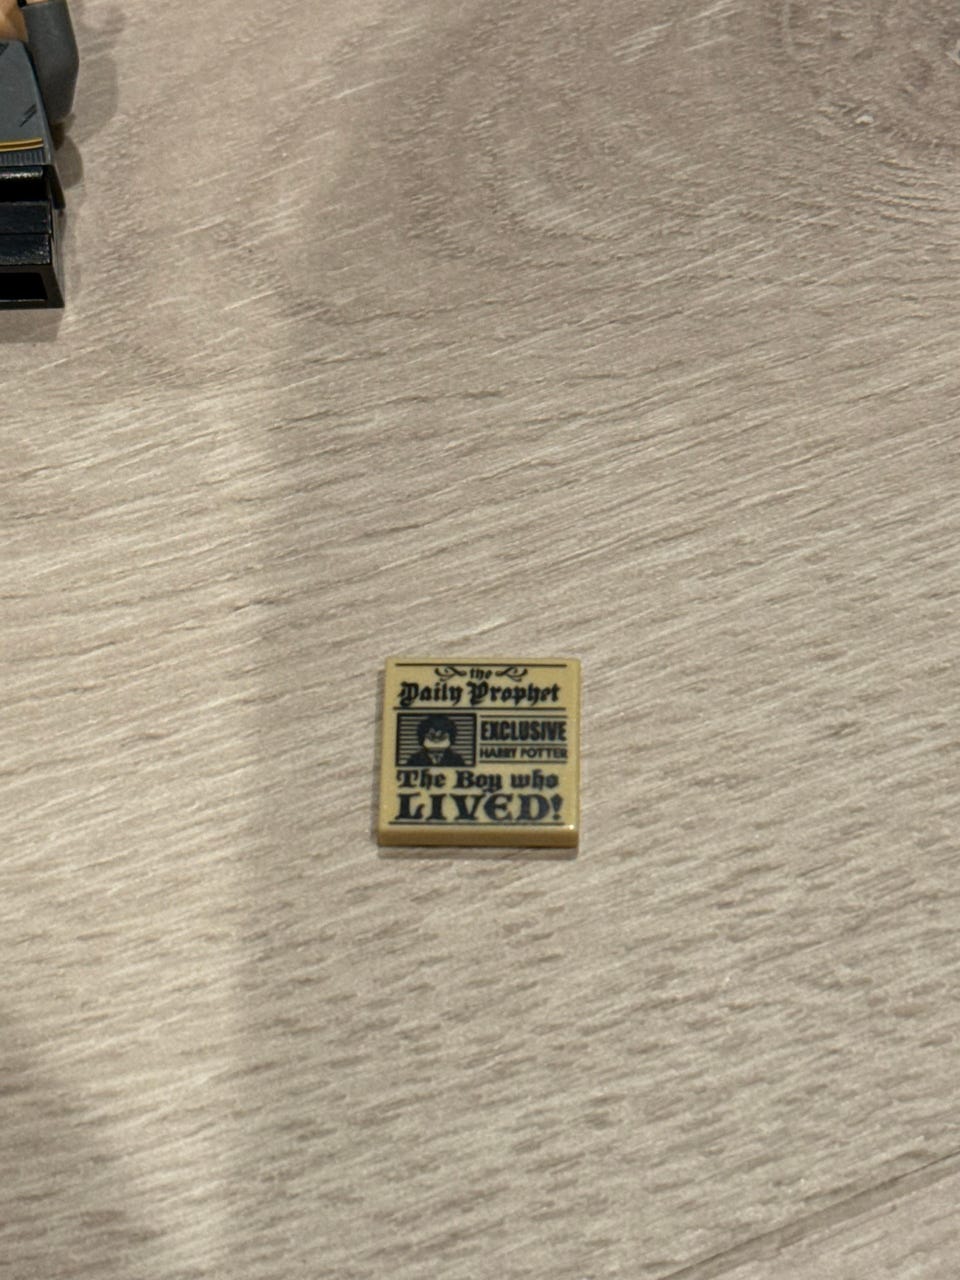 the
Daily Prophet
EXCLUSIVE
HARRY POTTER
The Boy who
LIVED!